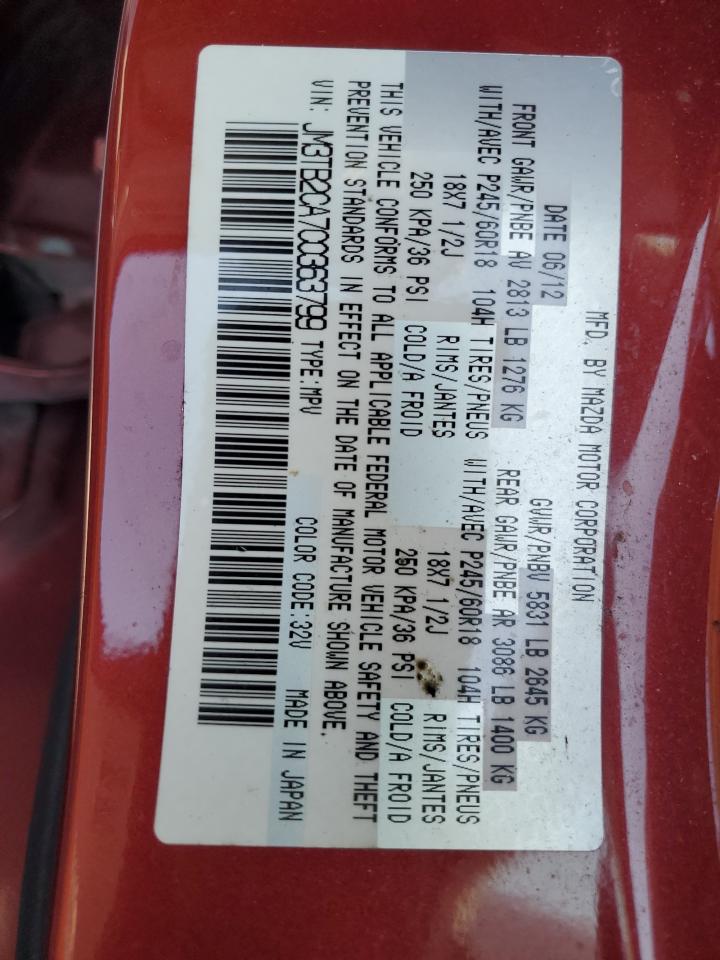 MFD. BY MAZDA MOTOR CORPORATION
DATE 06/12 GVWR/PNBV 5831 LB 2645 KG
FRONT GAWR/PNBE AV 2813 LB 1276 KG REAR GAWR/PNBE AR 3086 LB 1400 KG
WITH/AVEC P245/60R18 104H TIRES/PNEUS WITH/AVEC P245/60R18 104H TIRES/PNEUS
18X7 1/2J RIMS/JANTES 18X7 1/2J RIMS/JANTES
250 KPA/36 PSI COLD/A FROID 250 KPA/36 PSI COLD/A FROID
THIS VEHICLE CONFORMS TO ALL APPLICABLE FEDERAL MOTOR VEHICLE SAFETY AND THEFT
PREVENTION STANDARDS IN EFFECT ON THE DATE OF MANUFACTURE SHOWN ABOVE.
VIN: JM3TB2CA7C0363799 TYPE:MPV COLOR CODE:32V MADE IN JAPAN